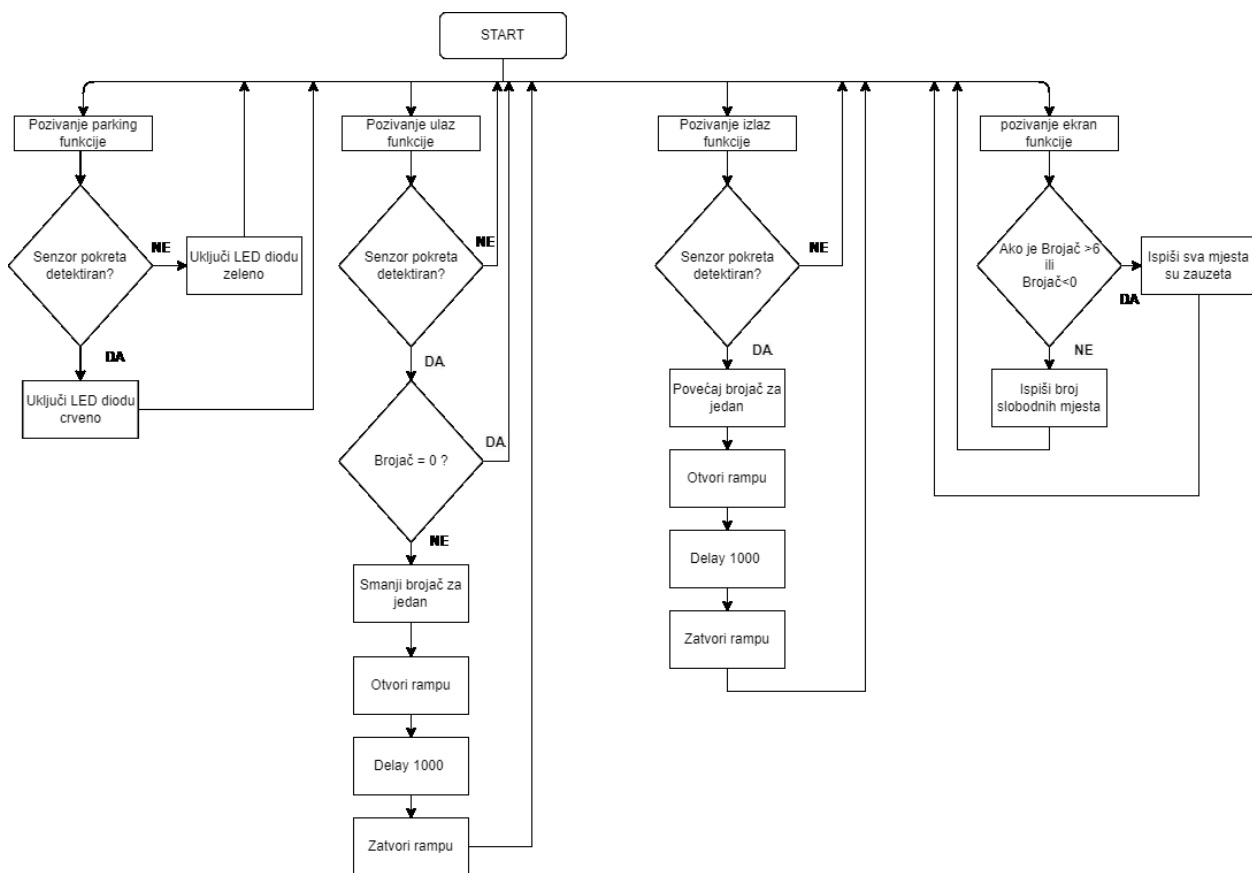 START
Pozivanje parking
funkcije
Senzor pokreta
detektiran?
NE
Uključi LED diodu
zeleno
DA
Uključi LED diodu
crveno
Pozivanje ulaz
funkcije
Senzor pokreta
detektiran?
NE
DA
Brojač = 0 ?
DA
NE
Smanji brojač za
jedan
Otvori rampu
Delay 1000
Zatvori rampu
Pozivanje izlaz
funkcije
Senzor pokreta
detektiran?
NE
DA
Povećaj brojač za
jedan
Otvori rampu
Delay 1000
Zatvori rampu
pozivanje ekran
funkcije
Ako je Brojač >6
ili
Brojač<0
DA
Ispiši sva mjesta
su zauzeta
NE
Ispiši broj
slobodnih mjesta